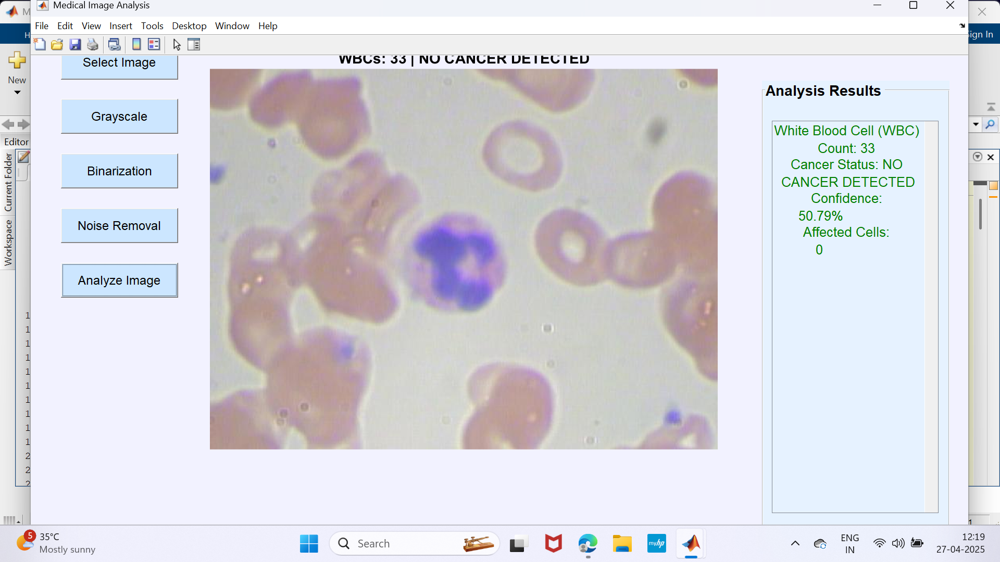 M
Medical Image Analysis
File Edit View Insert Tools Desktop Window Help
H
Sign In
New
Select Image
Grayscale
Binarization
Noise Removal
Analyze Image
WBCs: 33 | NO CANCER DETECTED
Analysis Results
White Blood Cell (WBC)
Count: 33
Cancer Status: NO
CANCER DETECTED
Confidence:
50.79%
Affected Cells:
0
Editor
Current Folder
Workspace
1
1
1
1
1
1
1
1
1
1
2
2
2
1
5
35°C
Mostly sunny
Search
myhp
ENG
IN
12:19
27-04-2025